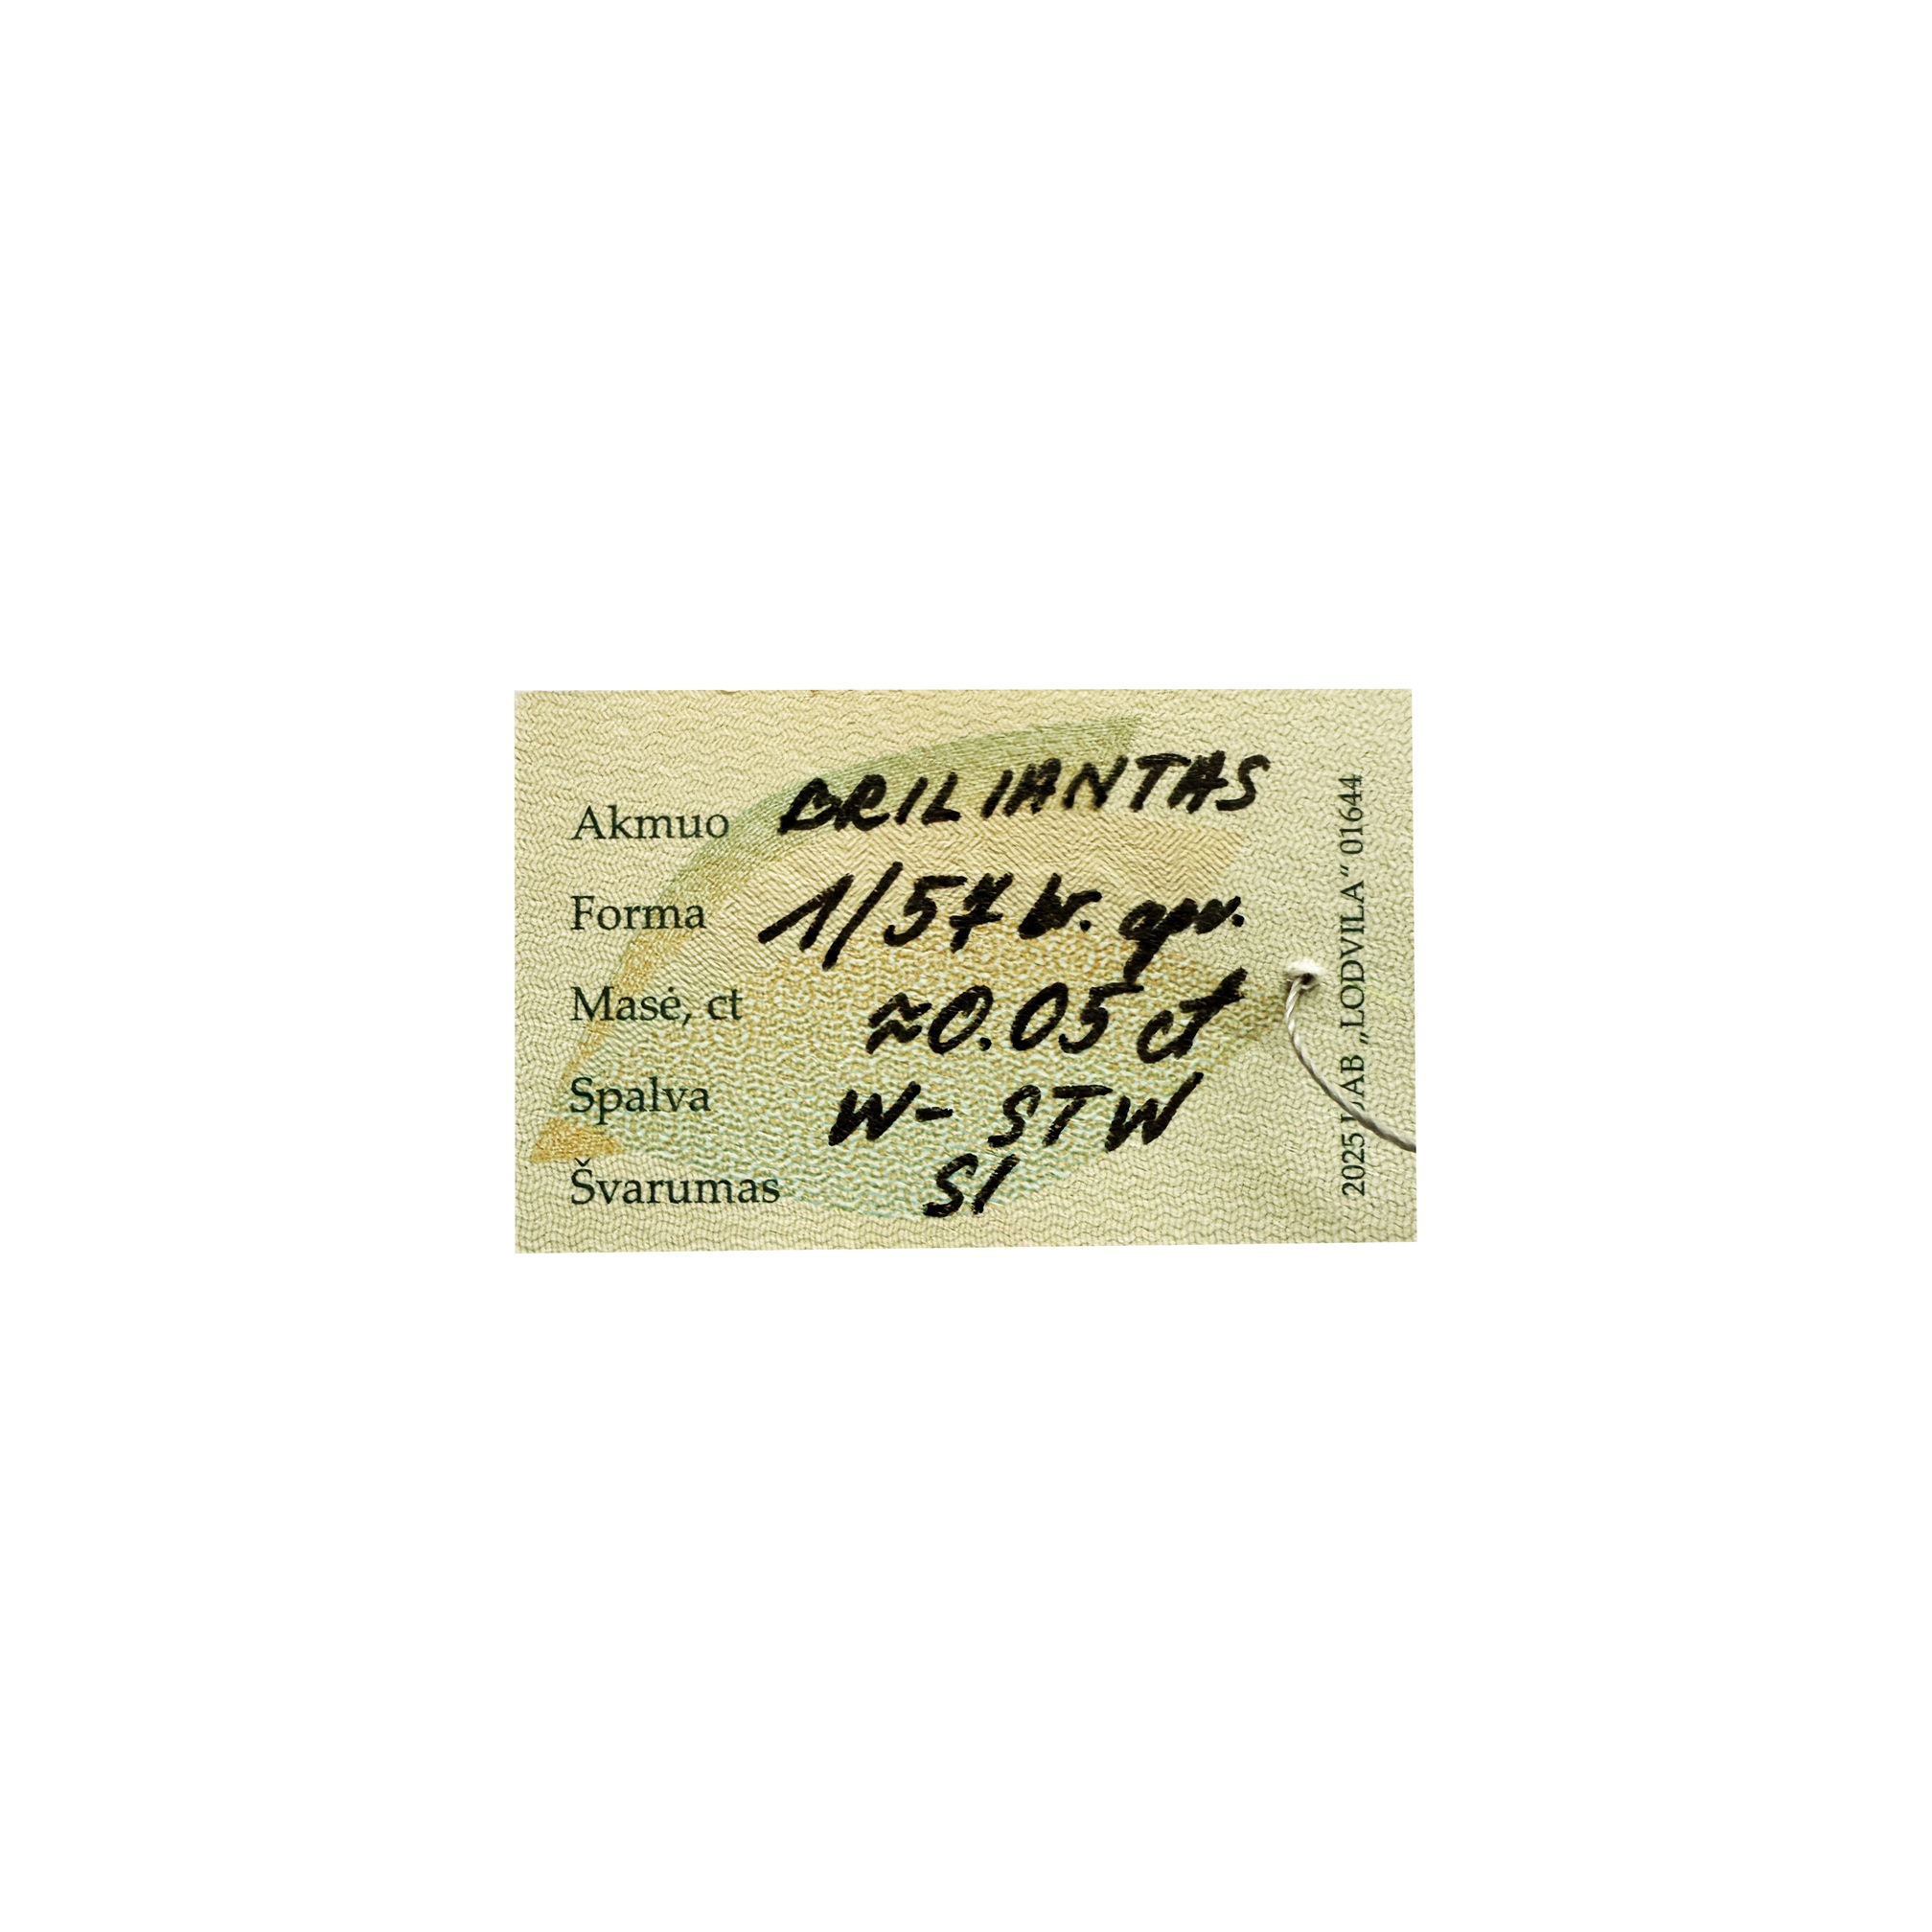 Akmuo BRILIANTAS
Forma 1/57 br. apv.
Masė, ct ≈0.05 ct
Spalva W- STW
Švarumas SI
2025 UAB „LODVILA“ 01644